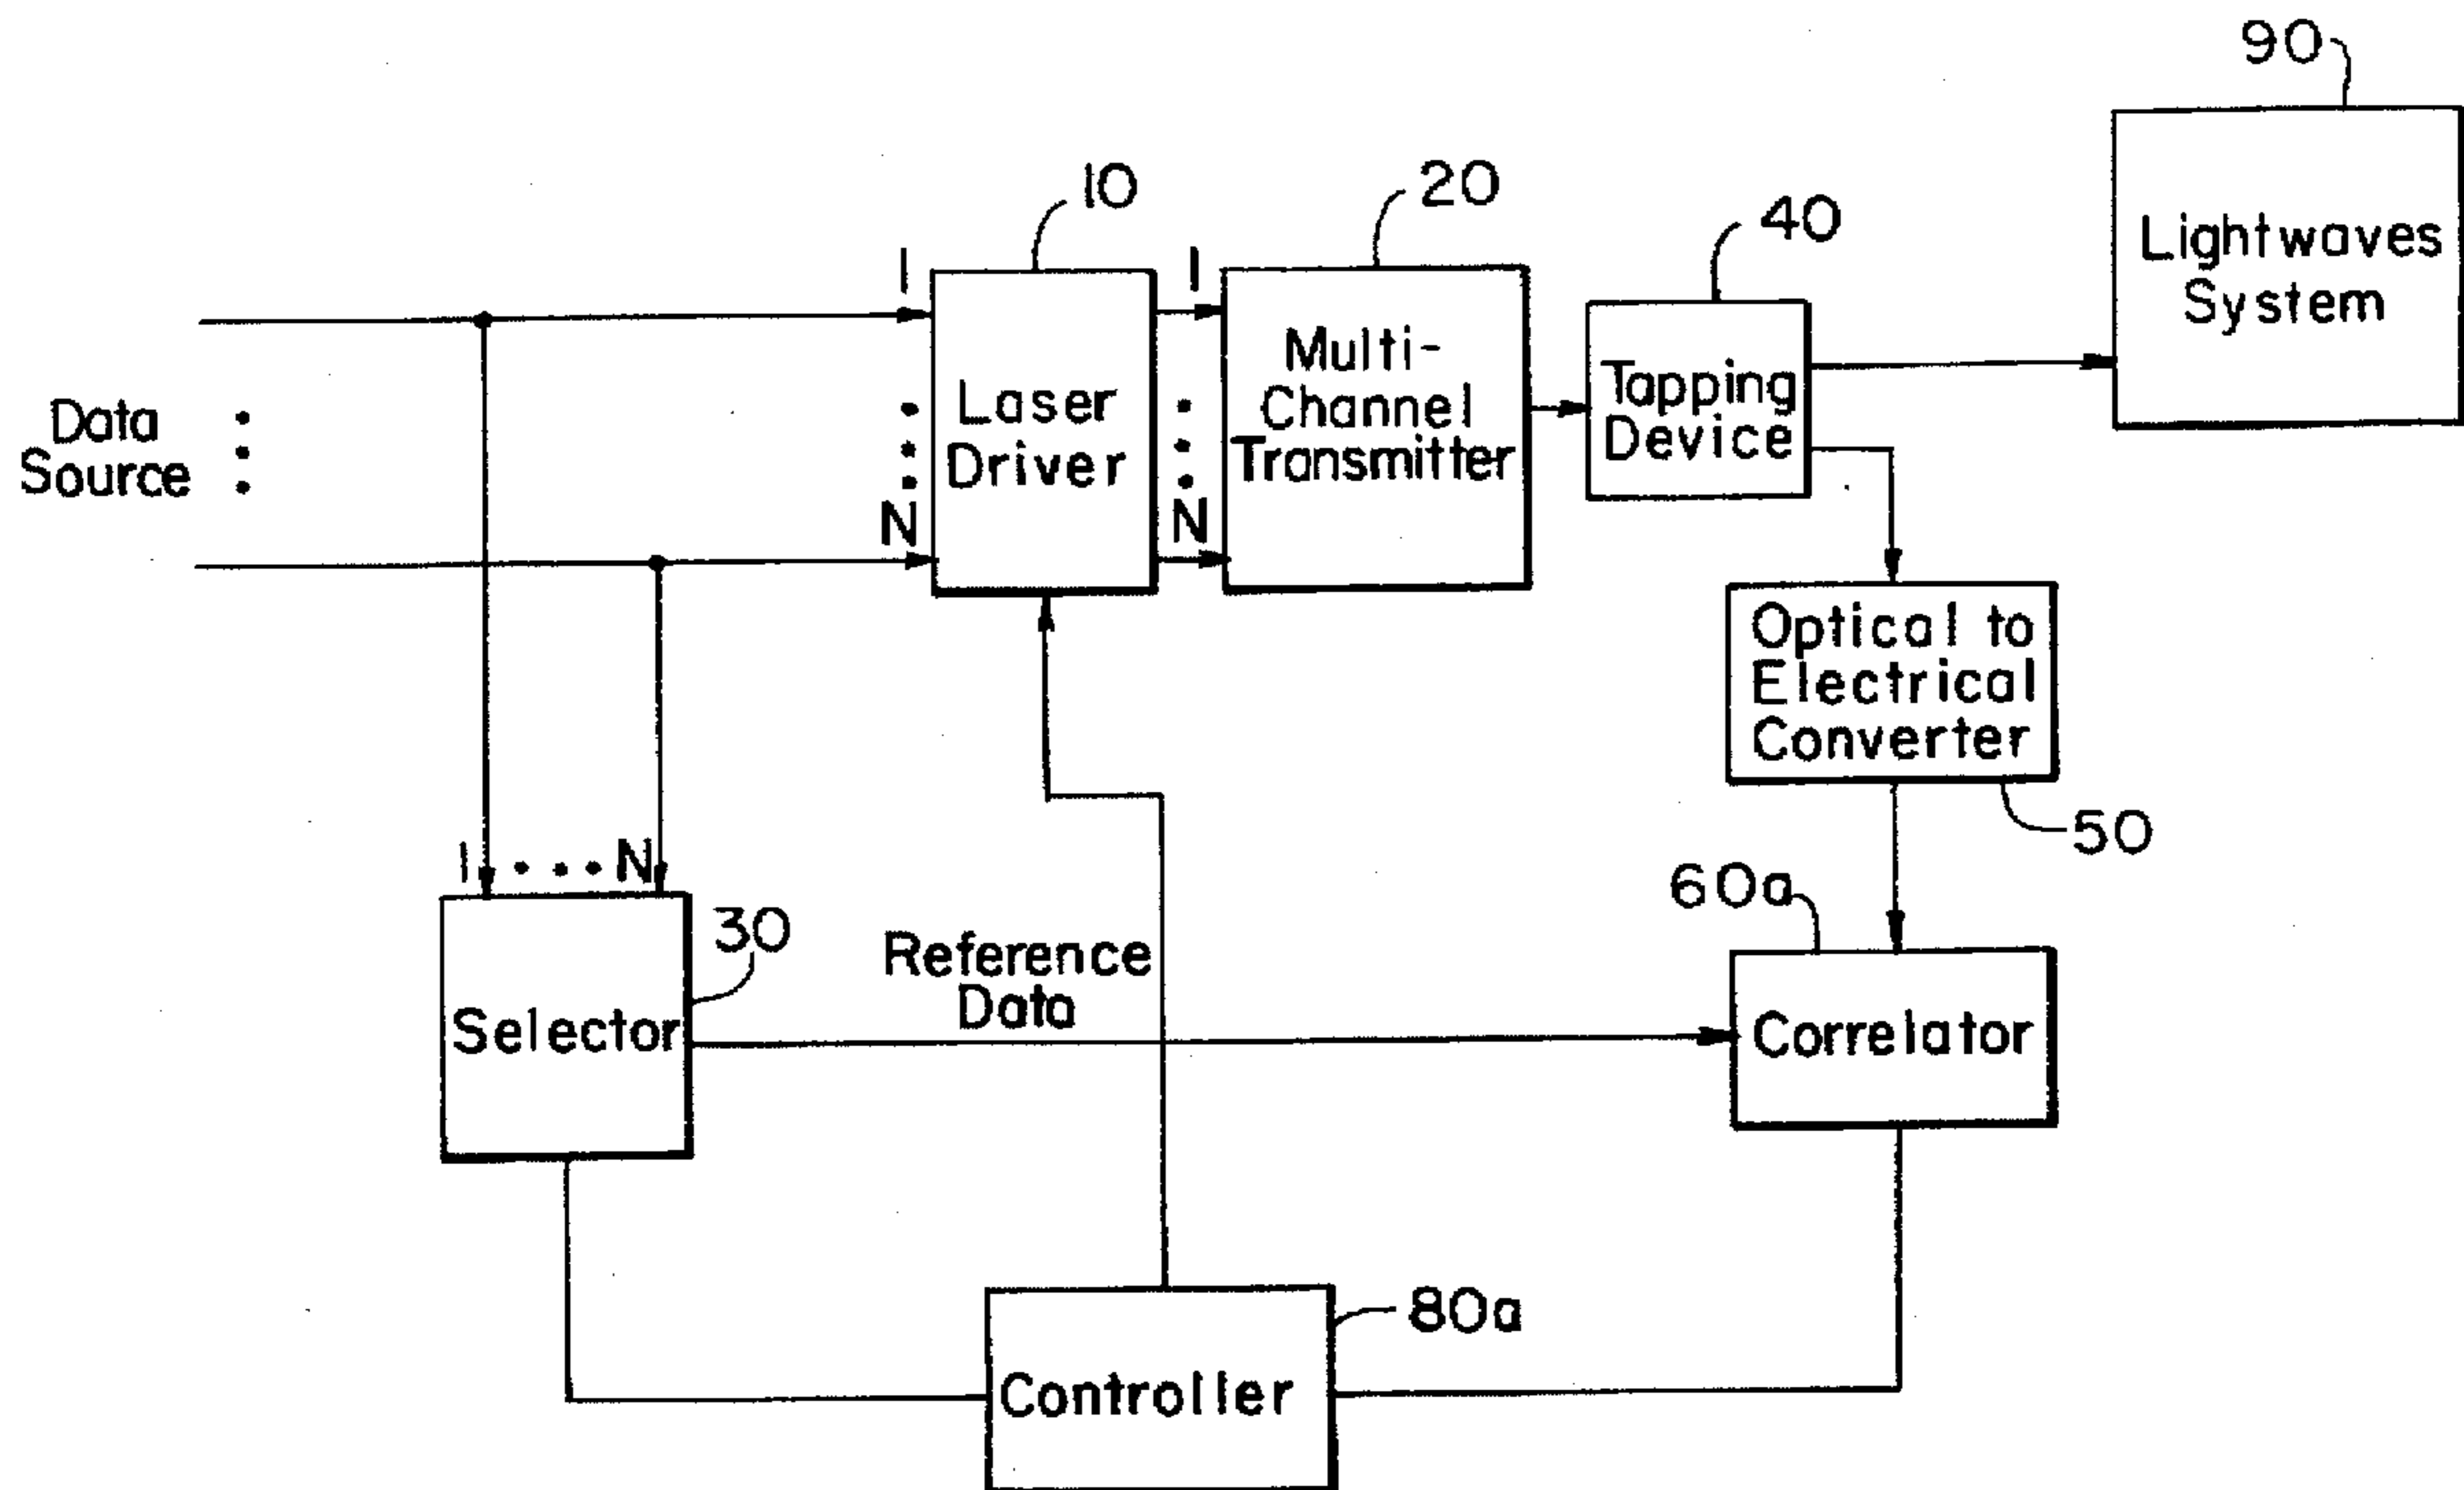 90
10
20
40
Lightwaves
System
1
1
Multi-
Channel
Transmitter
Laser
Driver
Tapping
Device
Data
Source
N
N
Optical to
Electrical
Converter
50
1
N
60a
30
Reference
Data
Selector
Correlator
80a
Controller